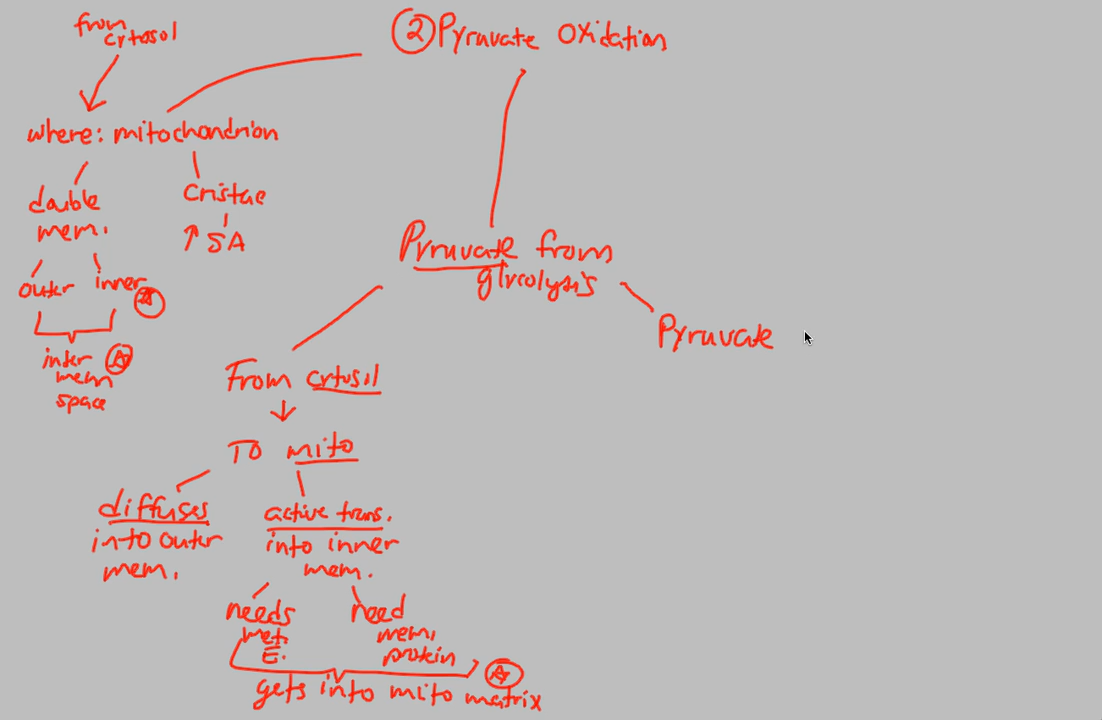 ② Pyruvate Oxidation
from
cytosol
where: mitochondrion
double
mem.
cristae
↑ SA
outer inner
inter
mem
space
Pyruvate from
glycolysis
Pyruvate
From cytosol
↓
TO mito
diffuses
into outer
mem.
active trans.
into inner
mem.
needs
met.
E.
need
mem.
protein
gets into mito matrix